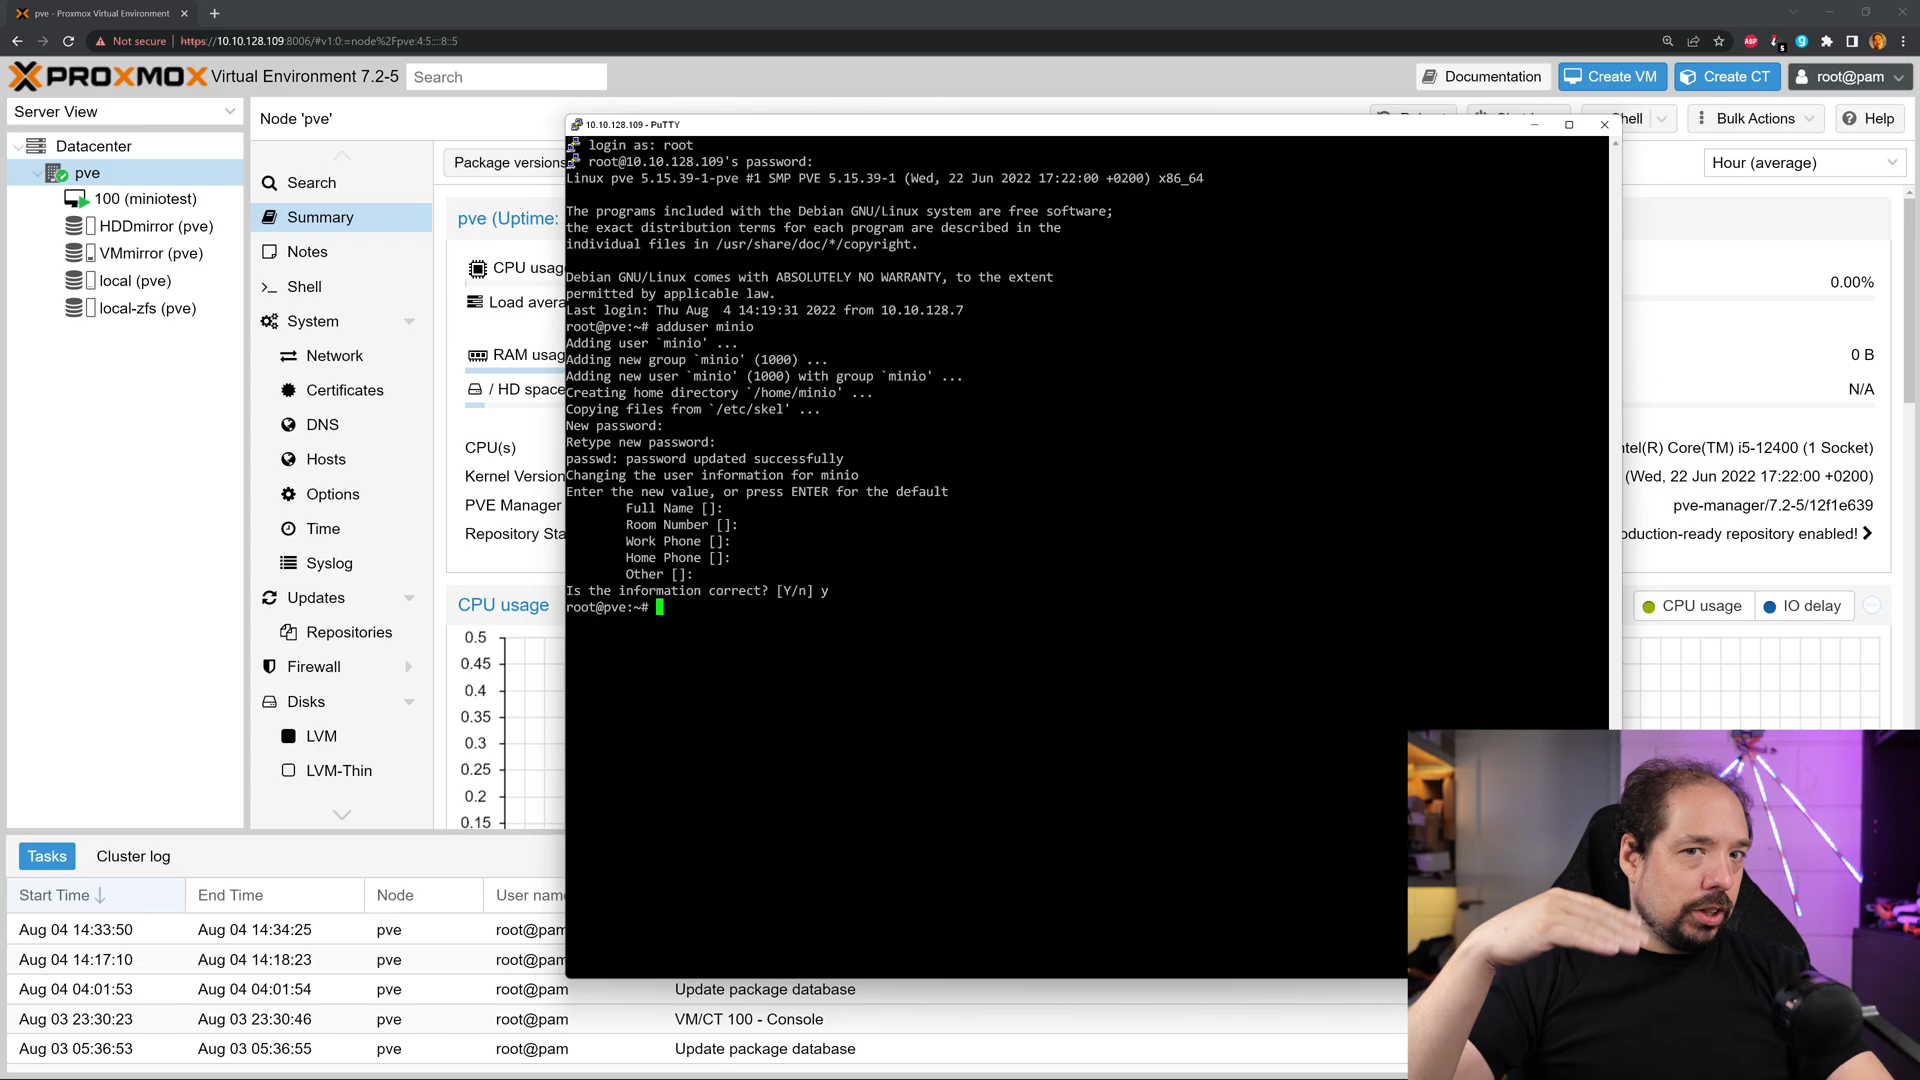 pve - Proxmox Virtual Environment
Not secure
https://10.10.128.109:8006/#v1:0:=node%2Fpve:4:5::::8::5
ABP
5
PROXMOX Virtual Environment 7.2-5
Search
Documentation
Create VM
Create CT
root@pam
Server View
Node 'pve'
Shell
Bulk Actions
Help
Datacenter
pve
100 (miniotest)
HDDmirror (pve)
VMmirror (pve)
local (pve)
local-zfs (pve)
Search
Summary
Notes
Shell
System
Network
Certificates
DNS
Hosts
Options
Time
Syslog
Updates
Repositories
Firewall
Disks
LVM
LVM-Thin
Package versions
Hour (average)
pve (Uptime:
CPU usag
Load avera
RAM usag
/ HD space
CPU(s)
Kernel Version
PVE Manager
Repository Sta
0.00%
0 B
N/A
ntel(R) Core(TM) i5-12400 (1 Socket)
(Wed, 22 Jun 2022 17:22:00 +0200)
pve-manager/7.2-5/12f1e639
oduction-ready repository enabled!
CPU usage
CPU usage
IO delay
0.5
0.45
0.4
0.35
0.3
0.25
0.2
0.15
10.10.128.109 - PuTTY
login as: root
root@10.10.128.109's password:
Linux pve 5.15.39-1-pve #1 SMP PVE 5.15.39-1 (Wed, 22 Jun 2022 17:22:00 +0200) x86_64
The programs included with the Debian GNU/Linux system are free software;
the exact distribution terms for each program are described in the
individual files in /usr/share/doc/*/copyright.
Debian GNU/Linux comes with ABSOLUTELY NO WARRANTY, to the extent
permitted by applicable law.
Last login: Thu Aug  4 14:19:31 2022 from 10.10.128.7
root@pve:~# adduser minio
Adding user `minio' ...
Adding new group `minio' (1000) ...
Adding new user `minio' (1000) with group `minio' ...
Creating home directory `/home/minio' ...
Copying files from `/etc/skel' ...
New password:
Retype new password:
passwd: password updated successfully
Changing the user information for minio
Enter the new value, or press ENTER for the default
Full Name []:
Room Number []:
Work Phone []:
Home Phone []:
Other []:
Is the information correct? [Y/n] y
root@pve:~#
Tasks
Cluster log
Start Time
End Time
Node
User name
Aug 04 14:33:50
Aug 04 14:34:25
pve
root@pam
Aug 04 14:17:10
Aug 04 14:18:23
pve
root@pam
Aug 04 04:01:53
Aug 04 04:01:54
pve
root@pam
Update package database
Aug 03 23:30:23
Aug 03 23:30:46
pve
root@pam
VM/CT 100 - Console
Aug 03 05:36:53
Aug 03 05:36:55
pve
root@pam
Update package database